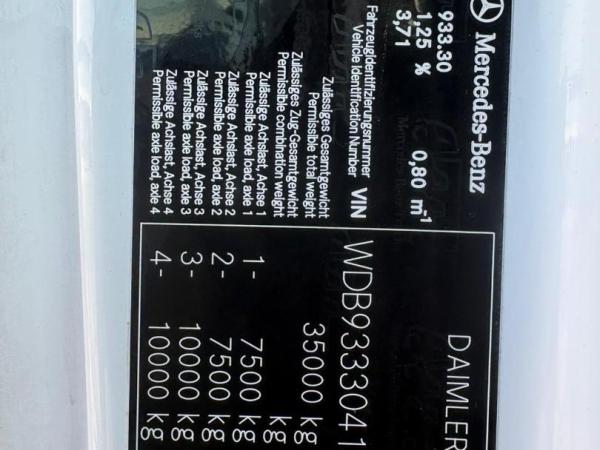 Mercedes-Benz
DAIMLER
933.30
1,25 % 0,80 m⁻¹
3,71
Fahrzeugidentifizierungsnummer
Vehicle Identification Number VIN WDB9333041
Zulässiges Gesamtgewicht
Permissible total weight 35000 kg
Zulässiges Zug-Gesamtgewicht
Permissible combination weight kg
Zulässige Achslast, Achse 1
Permissible axle load, axle 1 1- 7500 kg
Zulässige Achslast, Achse 2
Permissible axle load, axle 2 2- 7500 kg
Zulässige Achslast, Achse 3
Permissible axle load, axle 3 3- 10000 kg
Zulässige Achslast, Achse 4
Permissible axle load, axle 4 4- 10000 kg